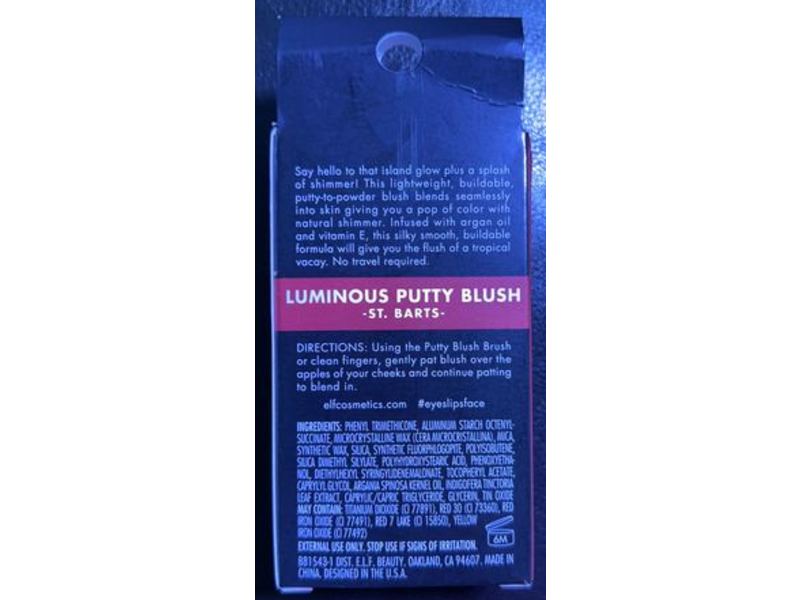 Say hello to that island glow plus a splash
of shimmer! This lightweight, buildable,
putty-to-powder blush blends seamlessly
into skin giving you a pop of color with
natural shimmer. Infused with argan oil
and vitamin E, this silky smooth, buildable
formula will give you the flush of a tropical
vacay. No travel required.
LUMINOUS PUTTY BLUSH
-ST. BARTS-
DIRECTIONS: Using the Putty Blush Brush
or clean fingers, gently pat blush over the
apples of your cheeks and continue patting
to blend in.
elfcosmetics.com #eyeslipsface
INGREDIENTS: PHENYL TRIMETHICONE, ALUMINUM STARCH OCTENYL-
SUCCINATE, MICROCRYSTALLINE WAX (CERA MICROCRISTALLINA), MICA,
SYNTHETIC WAX, SILICA, SYNTHETIC FLUORPHLOGOPITE, POLYISOBUTENE,
SILICA DIMETHYL SILYLATE, POLYHYDROXYSTEARIC ACID, PHENOXYETHA-
NOL, DIETHYLHEXYL SYRINGYLIDENEMALONATE, TOCOPHERYL ACETATE,
CAPRYLYL GLYCOL, ARGANIA SPINOSA KERNEL OIL, INDIGOFERA TINCTORIA
LEAF EXTRACT, CAPRYLIC/CAPRIC TRIGLYCERIDE, GLYCERIN, TIN OXIDE
MAY CONTAIN: TITANIUM DIOXIDE (CI 77891), RED 30 (CI 73360), RED
IRON OXIDE (CI 77491), RED 7 LAKE (CI 15850), YELLOW
IRON OXIDE (CI 77492)
6M
EXTERNAL USE ONLY. STOP USE IF SIGNS OF IRRITATION.
B81543-1 DIST. E.L.F. BEAUTY, OAKLAND, CA 94607. MADE IN
CHINA. DESIGNED IN THE U.S.A.